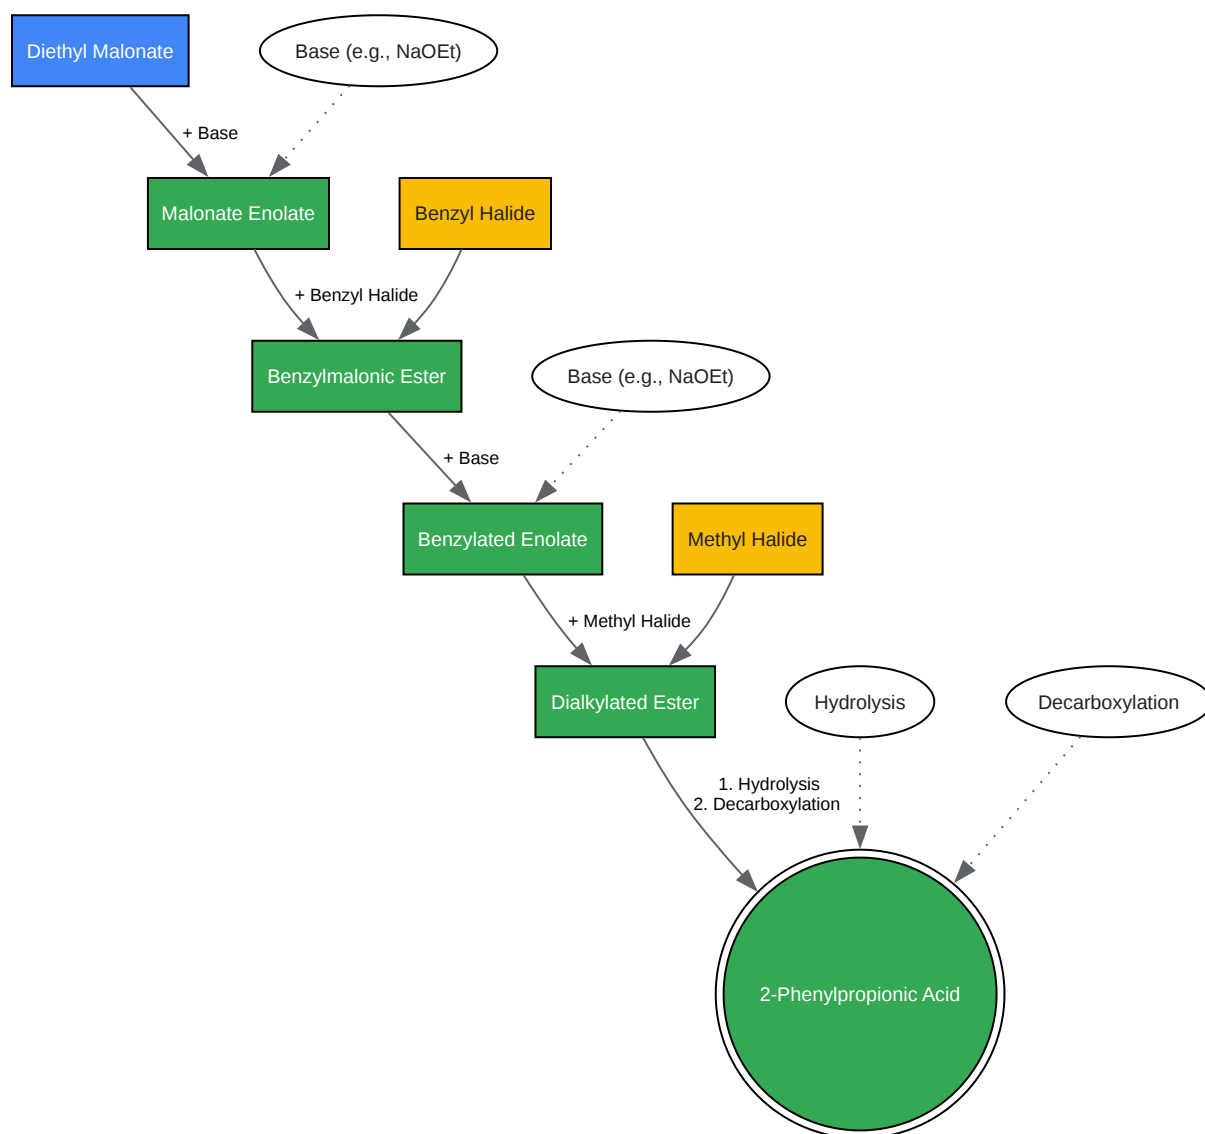 Diethyl Malonate
Base (e.g., NaOEt)
+ Base
Malonate Enolate
Benzyl Halide
+ Benzyl Halide
Benzylmalonic Ester
Base (e.g., NaOEt)
+ Base
Benzylated Enolate
Methyl Halide
+ Methyl Halide
Dialkylated Ester
Hydrolysis
Decarboxylation
1. Hydrolysis
2. Decarboxylation
2-Phenylpropionic Acid